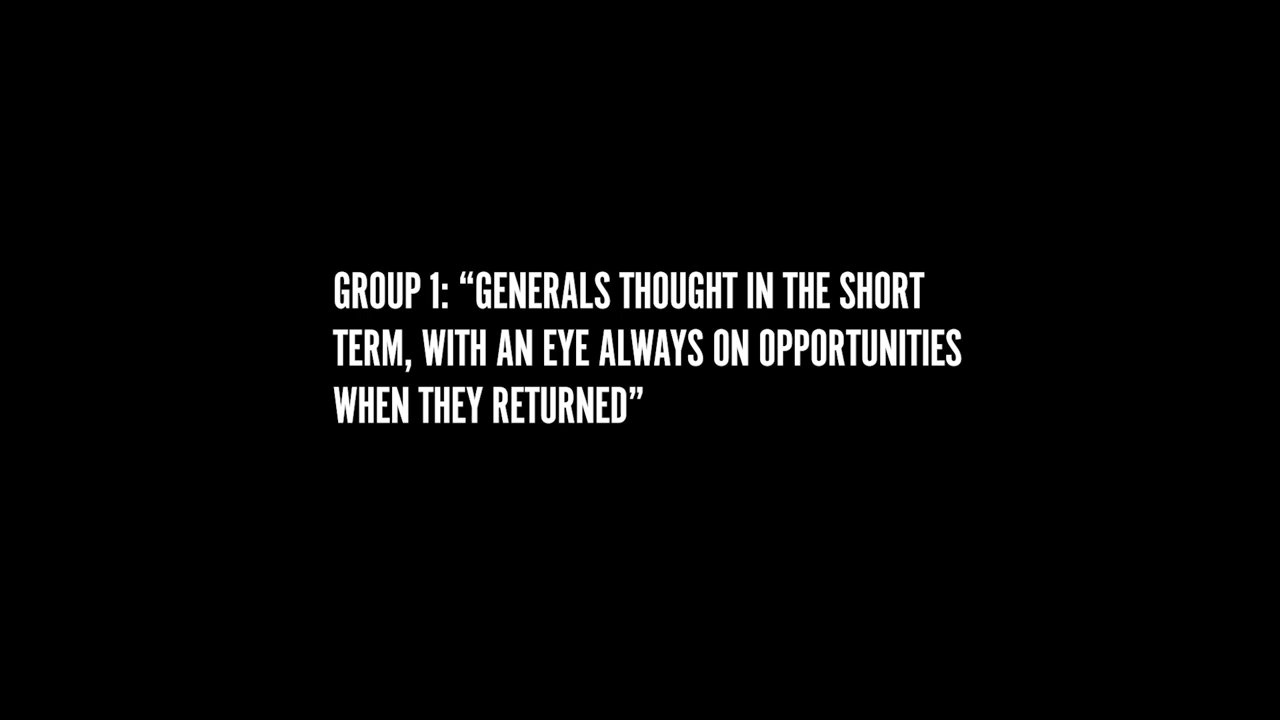 GROUP 1: “GENERALS THOUGHT IN THE SHORT
TERM, WITH AN EYE ALWAYS ON OPPORTUNITIES
WHEN THEY RETURNED”